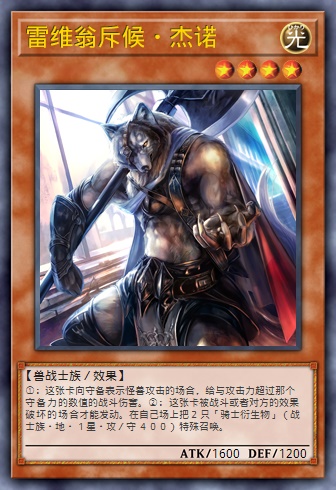 雷维翁斥候·杰诺
光
【兽战士族／效果】
①：这张卡向守备表示怪兽攻击的场合，给与攻击力超过那个
守备力的数值的战斗伤害。②：这张卡被战斗或者对方的效果
破坏的场合才能发动。在自己场上把２只「骑士衍生物」（战
士族·地·１星·攻／守４００）特殊召唤。
ATK/1600 DEF/1200